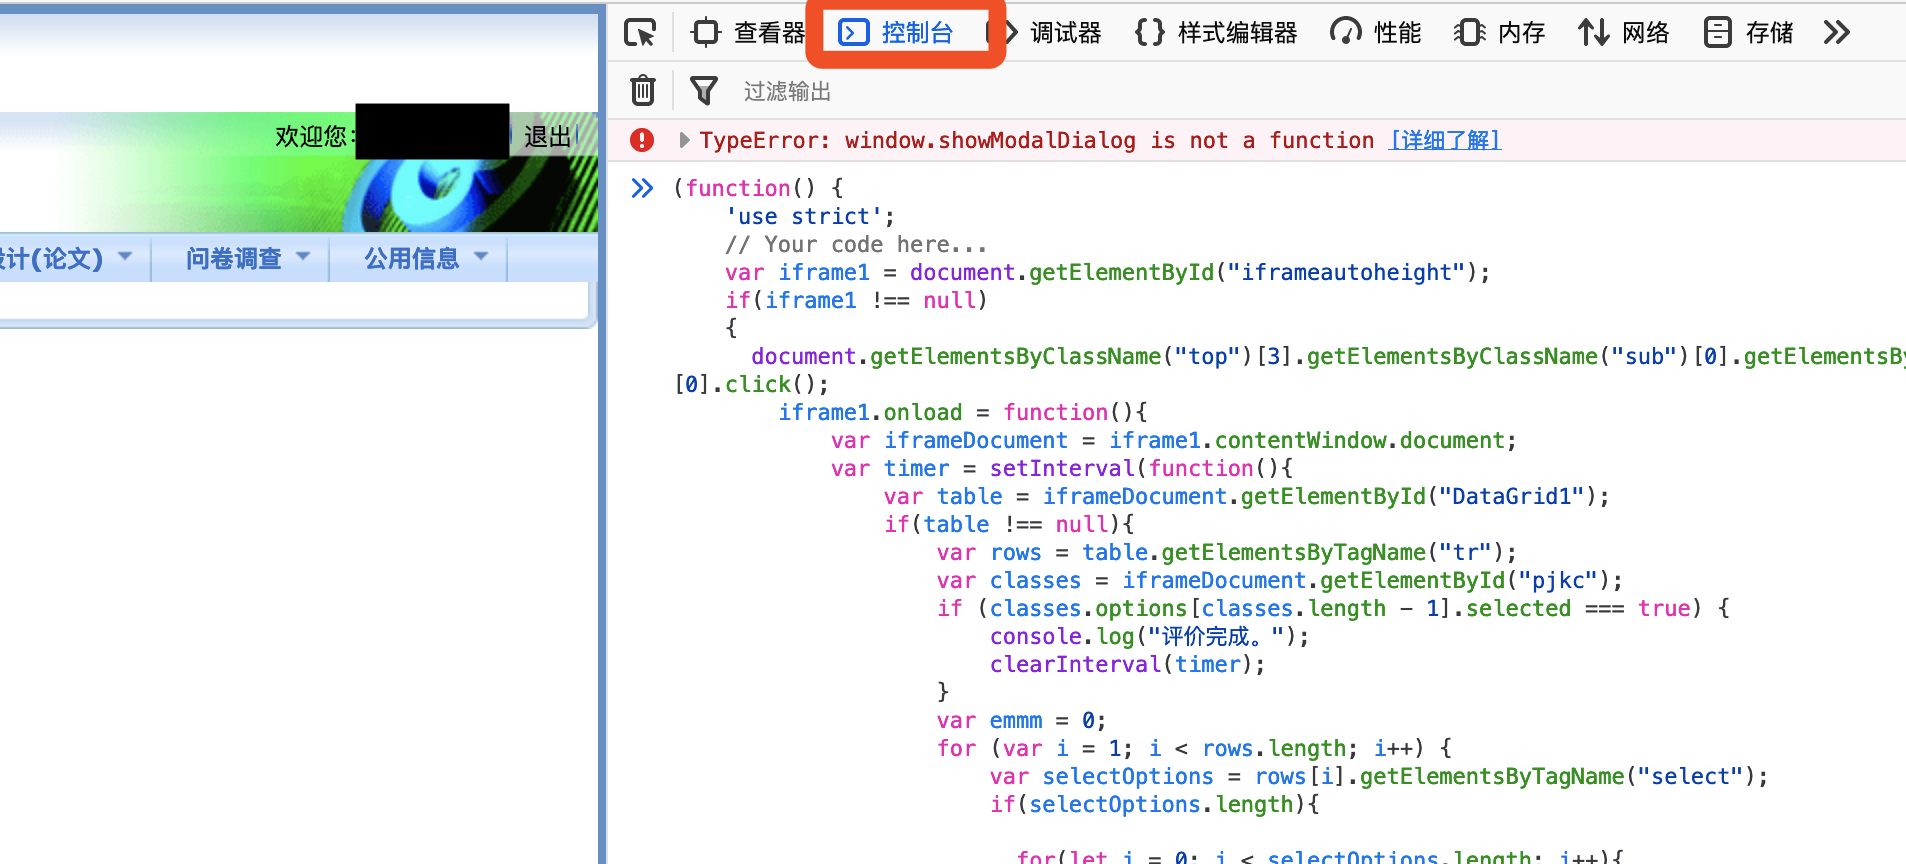 查看器 控制台 调试器 {} 样式编辑器 性能 内存 网络 存储
过滤输出
欢迎您: 退出
TypeError: window.showModalDialog is not a function [详细了解]
设计(论文) 问卷调查 公用信息
(function() {
'use strict';
// Your code here...
var iframe1 = document.getElementById("iframeautoheight");
if(iframe1 !== null)
{
document.getElementsByClassName("top")[3].getElementsByClassName("sub")[0].getElementsBy
[0].click();
iframe1.onload = function(){
var iframeDocument = iframe1.contentWindow.document;
var timer = setInterval(function(){
var table = iframeDocument.getElementById("DataGrid1");
if(table !== null){
var rows = table.getElementsByTagName("tr");
var classes = iframeDocument.getElementById("pjkc");
if (classes.options[classes.length - 1].selected === true) {
console.log("评价完成。");
clearInterval(timer);
}
var emmm = 0;
for (var i = 1; i < rows.length; i++) {
var selectOptions = rows[i].getElementsByTagName("select");
if(selectOptions.length){
for(let i = 0; i < selectOptions.length; i++){